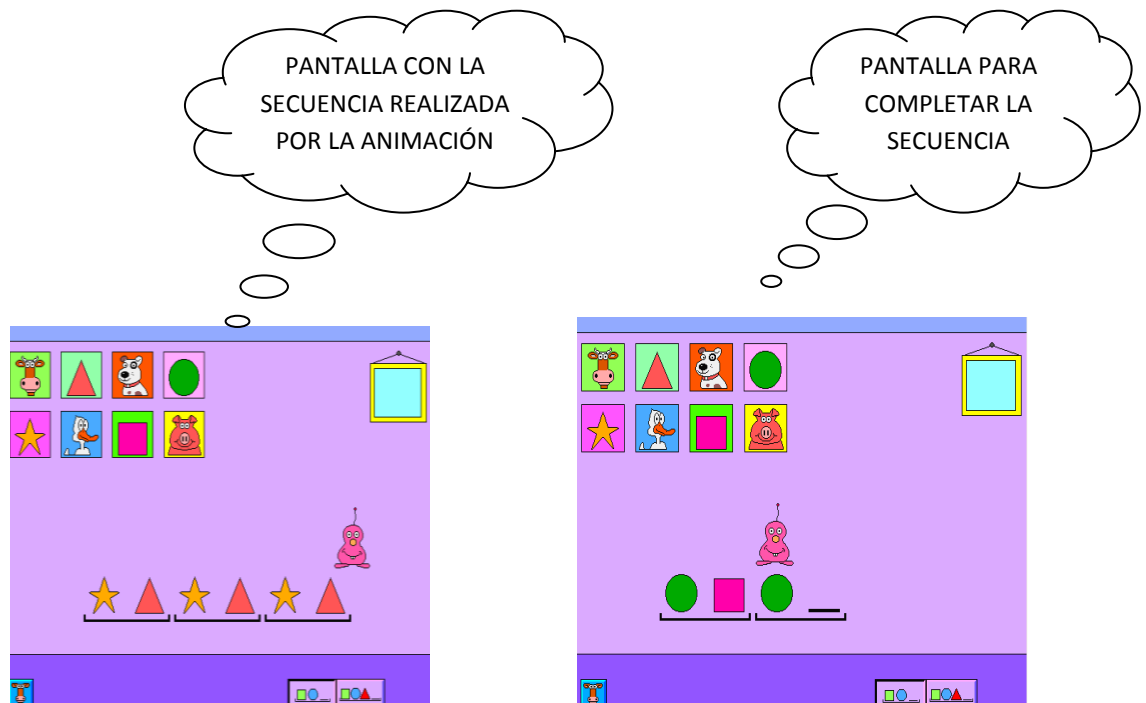 PANTALLA CON LA
SECUENCIA REALIZADA
POR LA ANIMACIÓN
PANTALLA PARA
COMPLETAR LA
SECUENCIA